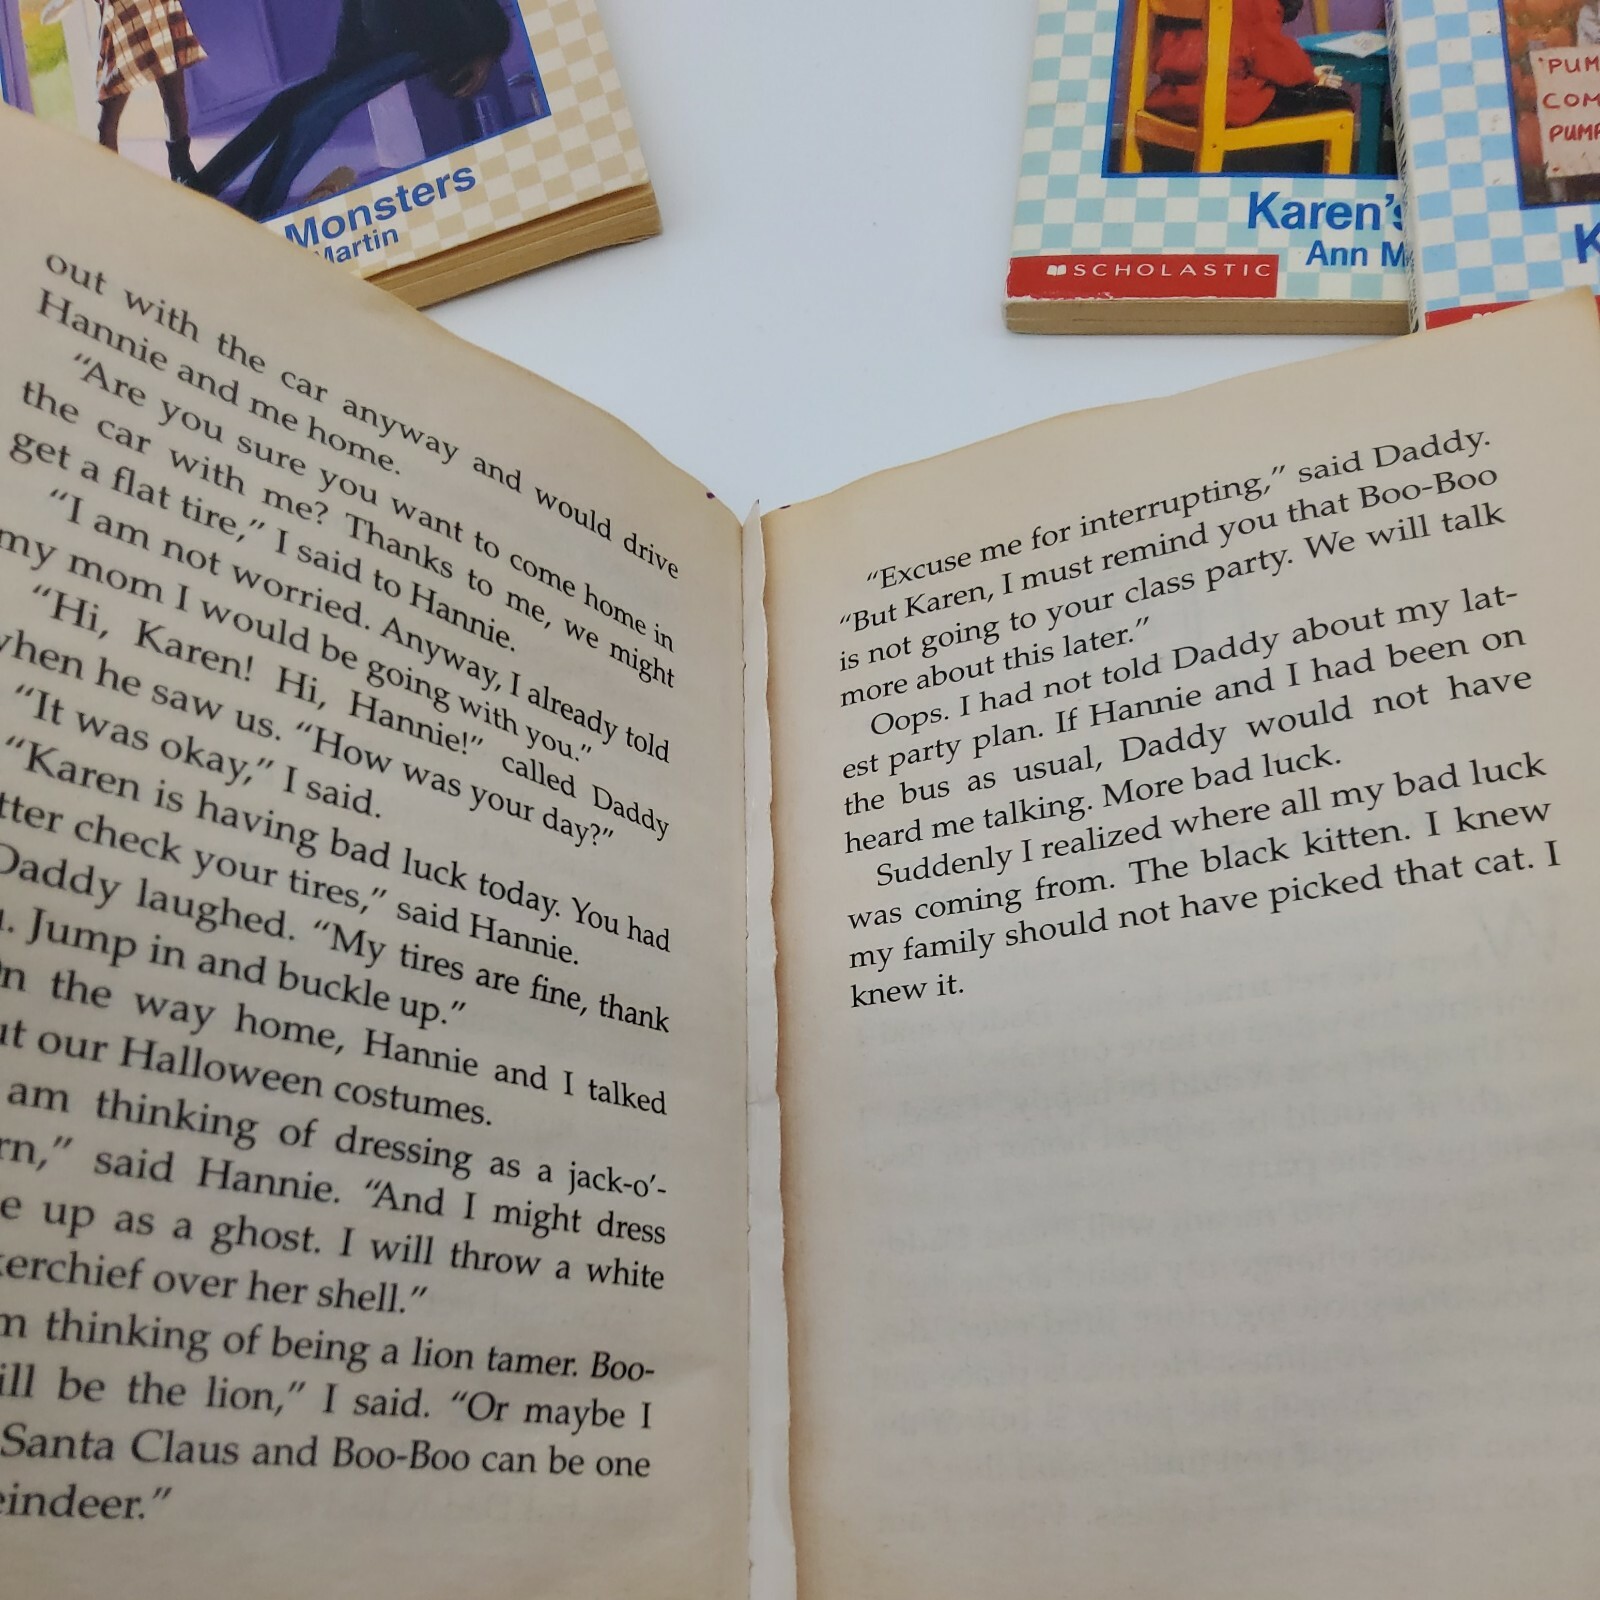 Monsters
Martin
Karen's
Ann M
SCHOLASTIC
"PUM
COM
PUMP
K
out with the car anyway and would drive
Hannie and me home.
"Are you sure you want to come home in
the car with me? Thanks to me, we might
get a flat tire," I said to Hannie.
"I am not worried. Anyway, I already told
my mom I would be going with you."
"Hi, Karen! Hi, Hannie!" called Daddy
when he saw us. "How was your day?"
"It was okay," I said.
"Karen is having bad luck today. You had
tter check your tires," said Hannie.
Daddy laughed. "My tires are fine, thank
. Jump in and buckle up."
n the way home, Hannie and I talked
ut our Halloween costumes.
am thinking of dressing as a jack-o'-
rn," said Hannie. "And I might dress
e up as a ghost. I will throw a white
kerchief over her shell."
m thinking of being a lion tamer. Boo-
ill be the lion," I said. "Or maybe I
Santa Claus and Boo-Boo can be one
eindeer."
"Excuse me for interrupting," said Daddy.
"But Karen, I must remind you that Boo-Boo
is not going to your class party. We will talk
more about this later."
Oops. I had not told Daddy about my lat-
est party plan. If Hannie and I had been on
the bus as usual, Daddy would not have
heard me talking. More bad luck.
Suddenly I realized where all my bad luck
was coming from. The black kitten. I knew
my family should not have picked that cat. I
knew it.